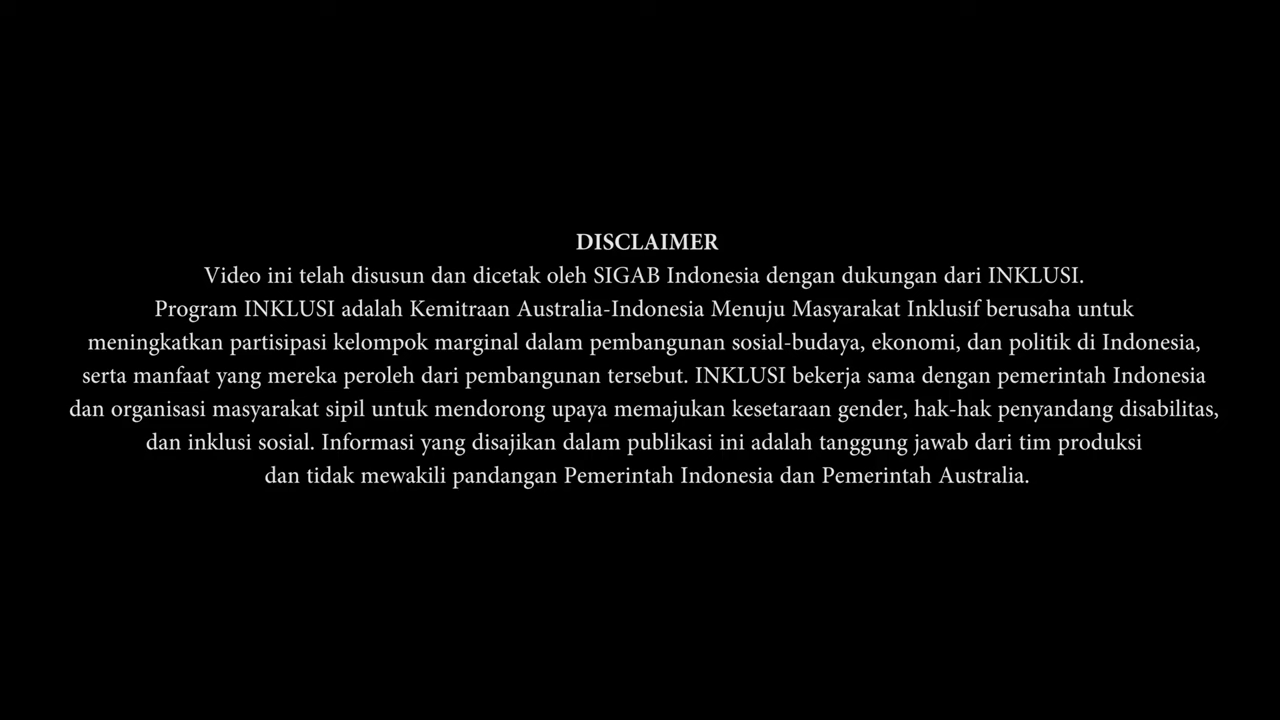 DISCLAIMER
Video ini telah disusun dan dicetak oleh SIGAB Indonesia dengan dukungan dari INKLUSI.
Program INKLUSI adalah Kemitraan Australia-Indonesia Menuju Masyarakat Inklusif berusaha untuk
meningkatkan partisipasi kelompok marginal dalam pembangunan sosial-budaya, ekonomi, dan politik di Indonesia,
serta manfaat yang mereka peroleh dari pembangunan tersebut. INKLUSI bekerja sama dengan pemerintah Indonesia
dan organisasi masyarakat sipil untuk mendorong upaya memajukan kesetaraan gender, hak-hak penyandang disabilitas,
dan inklusi sosial. Informasi yang disajikan dalam publikasi ini adalah tanggung jawab dari tim produksi
dan tidak mewakili pandangan Pemerintah Indonesia dan Pemerintah Australia.